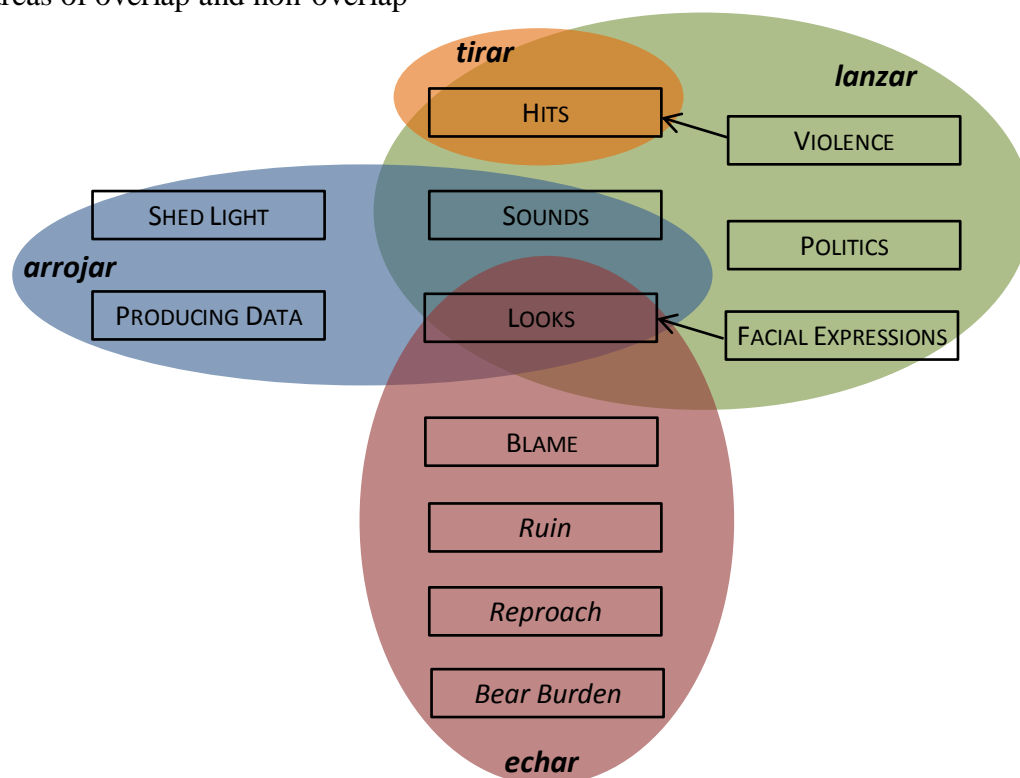 areas of overlap and non-overlap
tirar
lanzar
HITS
VIOLENCE
SHED LIGHT
SOUNDS
POLITICS
arrojar
PRODUCING DATA
LOOKS
FACIAL EXPRESSIONS
BLAME
Ruin
Reproach
Bear Burden
echar